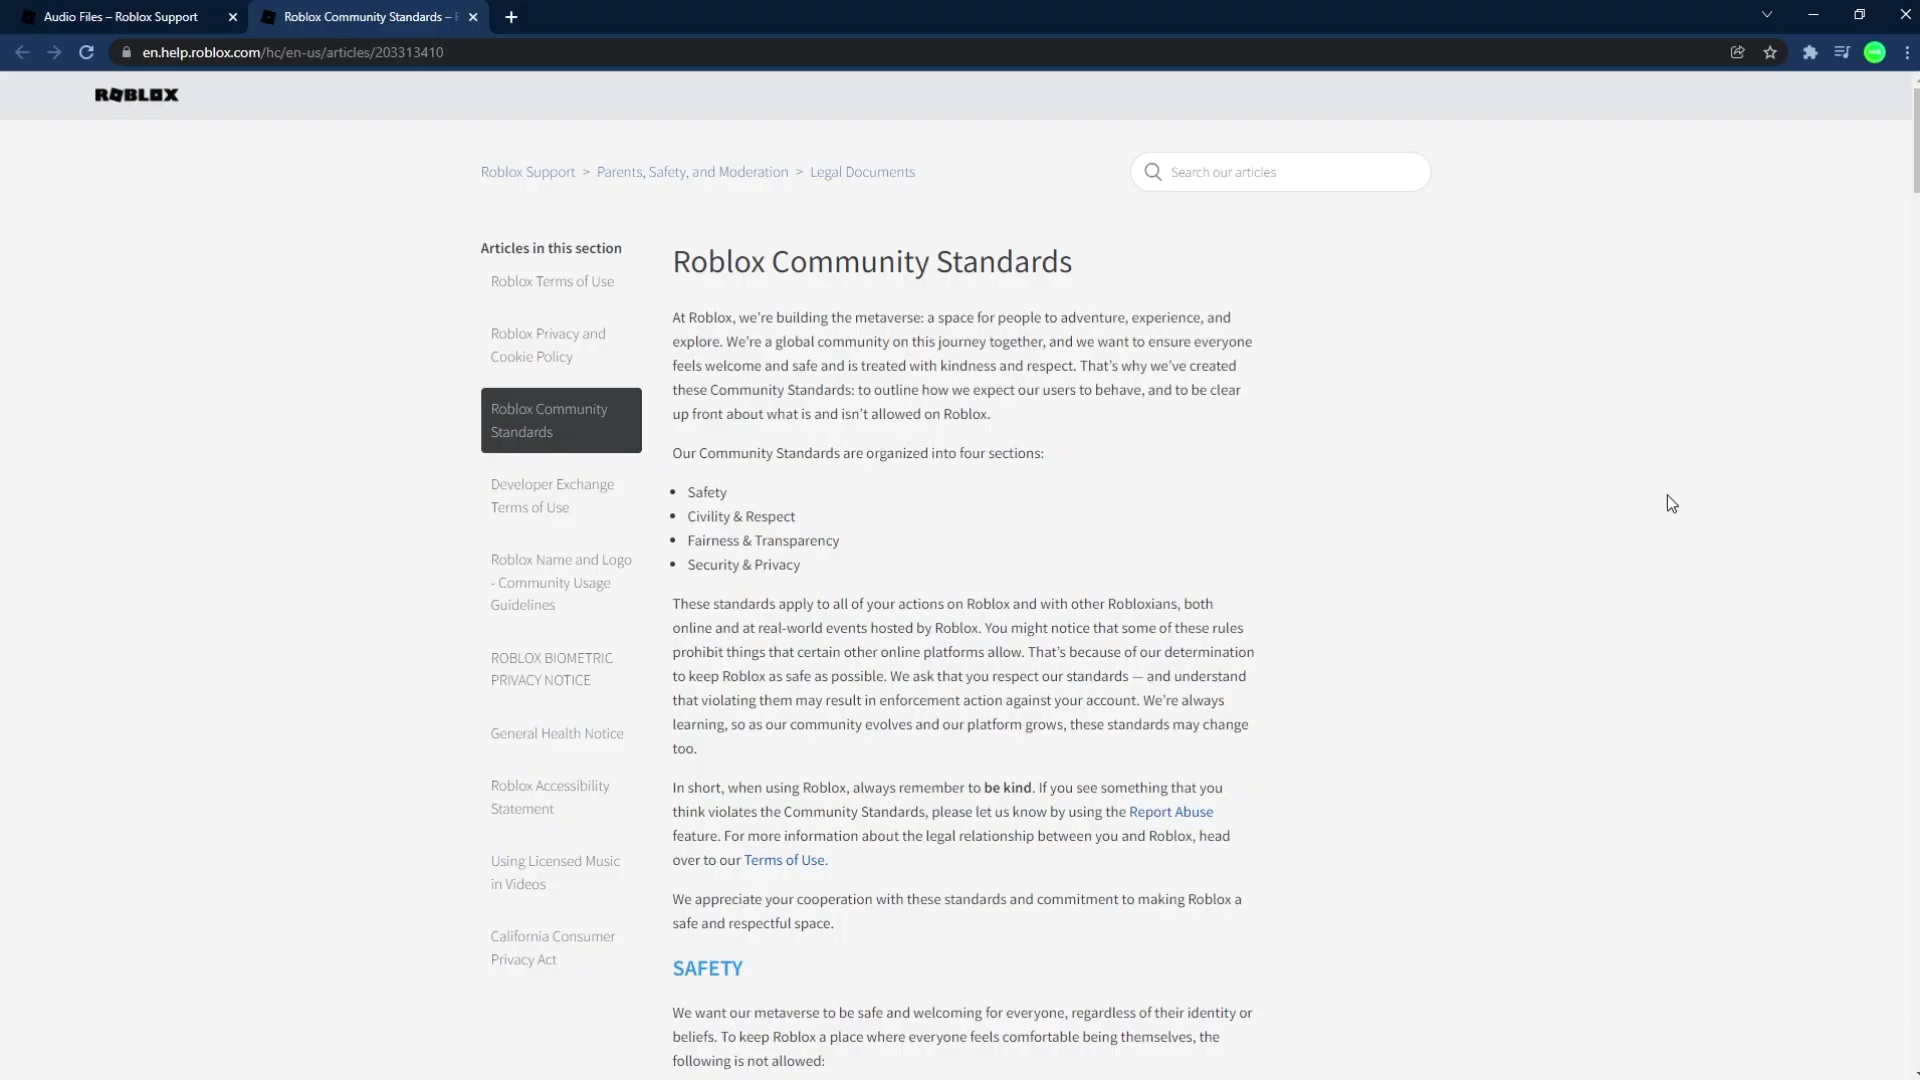 Audio Files – Roblox Support
Roblox Community Standards –
en.help.roblox.com/hc/en-us/articles/203313410
ROBLOX
Roblox Support > Parents, Safety, and Moderation > Legal Documents
Search our articles
Articles in this section
Roblox Terms of Use
Roblox Privacy and
Cookie Policy
Roblox Community
Standards
Developer Exchange
Terms of Use
Roblox Name and Logo
- Community Usage
Guidelines
ROBLOX BIOMETRIC
PRIVACY NOTICE
General Health Notice
Roblox Accessibility
Statement
Using Licensed Music
in Videos
California Consumer
Privacy Act
Roblox Community Standards
At Roblox, we’re building the metaverse: a space for people to adventure, experience, and
explore. We’re a global community on this journey together, and we want to ensure everyone
feels welcome and safe and is treated with kindness and respect. That’s why we’ve created
these Community Standards: to outline how we expect our users to behave, and to be clear
up front about what is and isn’t allowed on Roblox.
Our Community Standards are organized into four sections:
• Safety
• Civility & Respect
• Fairness & Transparency
• Security & Privacy
These standards apply to all of your actions on Roblox and with other Robloxians, both
online and at real-world events hosted by Roblox. You might notice that some of these rules
prohibit things that certain other online platforms allow. That’s because of our determination
to keep Roblox as safe as possible. We ask that you respect our standards — and understand
that violating them may result in enforcement action against your account. We’re always
learning, so as our community evolves and our platform grows, these standards may change
too.
In short, when using Roblox, always remember to be kind. If you see something that you
think violates the Community Standards, please let us know by using the Report Abuse
feature. For more information about the legal relationship between you and Roblox, head
over to our Terms of Use.
We appreciate your cooperation with these standards and commitment to making Roblox a
safe and respectful space.
SAFETY
We want our metaverse to be safe and welcoming for everyone, regardless of their identity or
beliefs. To keep Roblox a place where everyone feels comfortable being themselves, the
following is not allowed: